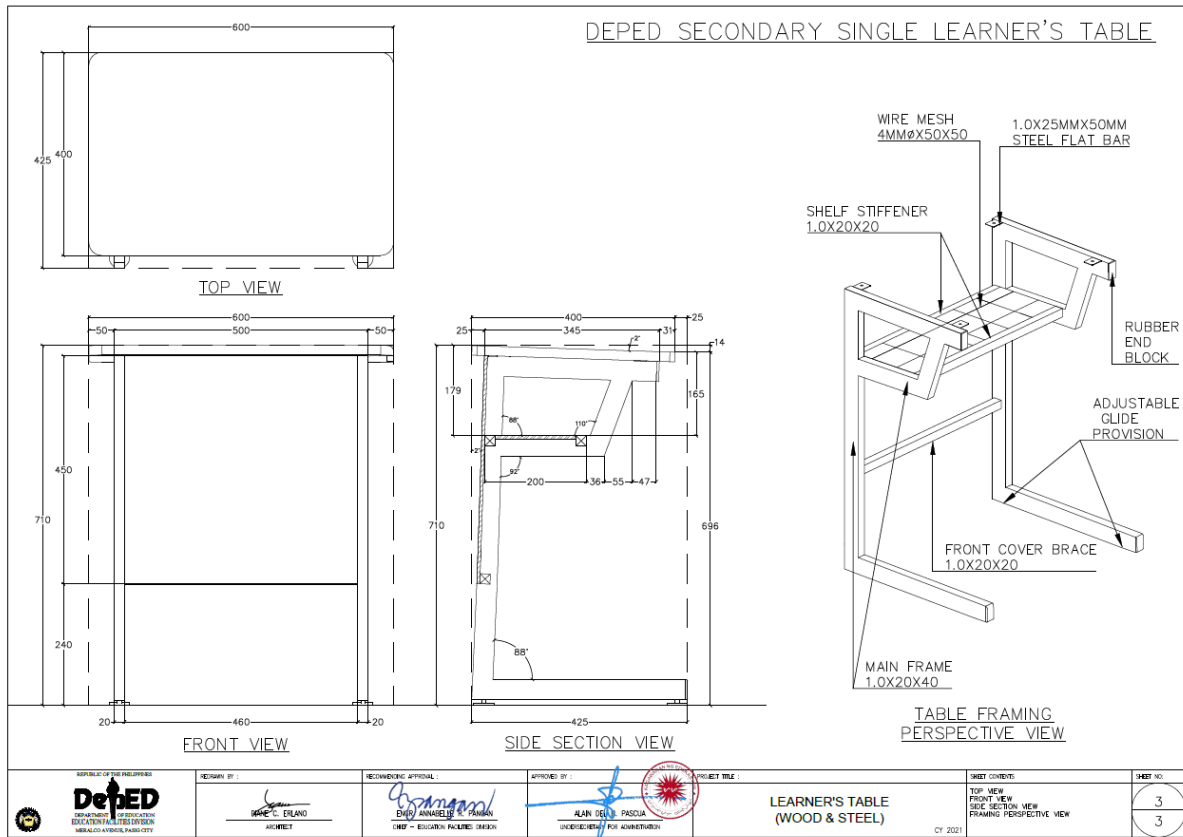 DEPED SECONDARY SINGLE LEARNER'S TABLE
600
425
400
TOP VIEW
600
50
500
50
710
450
240
20
460
20
FRONT VIEW
400
25
25
345
31
2°
14
179
165
88°
110°
2°
92°
200
36
55
47
710
696
88°
425
SIDE SECTION VIEW
WIRE MESH
4MMØX50X50
1.0X25MMX50MM
STEEL FLAT BAR
SHELF STIFFENER
1.0X20X20
RUBBER
END
BLOCK
ADJUSTABLE
GLIDE
PROVISION
FRONT COVER BRACE
1.0X20X20
MAIN FRAME
1.0X20X40
TABLE FRAMING
PERSPECTIVE VIEW
REPUBLIC OF THE PHILIPPINES
DepED
DEPARTMENT OF EDUCATION
EDUCATION FACILITIES DIVISION
MERALCO AVENUE, PASIG CITY
REDRAWN BY :
C. ERLANO
ARCHITECT
RECOMMENDING APPROVAL :
ENGR. ANNABELLE R. PANGAN
CHIEF - EDUCATION FACILITIES DIVISION
APPROVED BY :
ALAIN DEL B. PASCUA
UNDERSECRETARY FOR ADMINISTRATION
PROJECT TITLE :
LEARNER'S TABLE
(WOOD & STEEL)
CY 2021
SHEET CONTENTS
TOP VIEW
FRONT VIEW
SIDE SECTION VIEW
FRAMING PERSPECTIVE VIEW
SHEET NO:
3
3